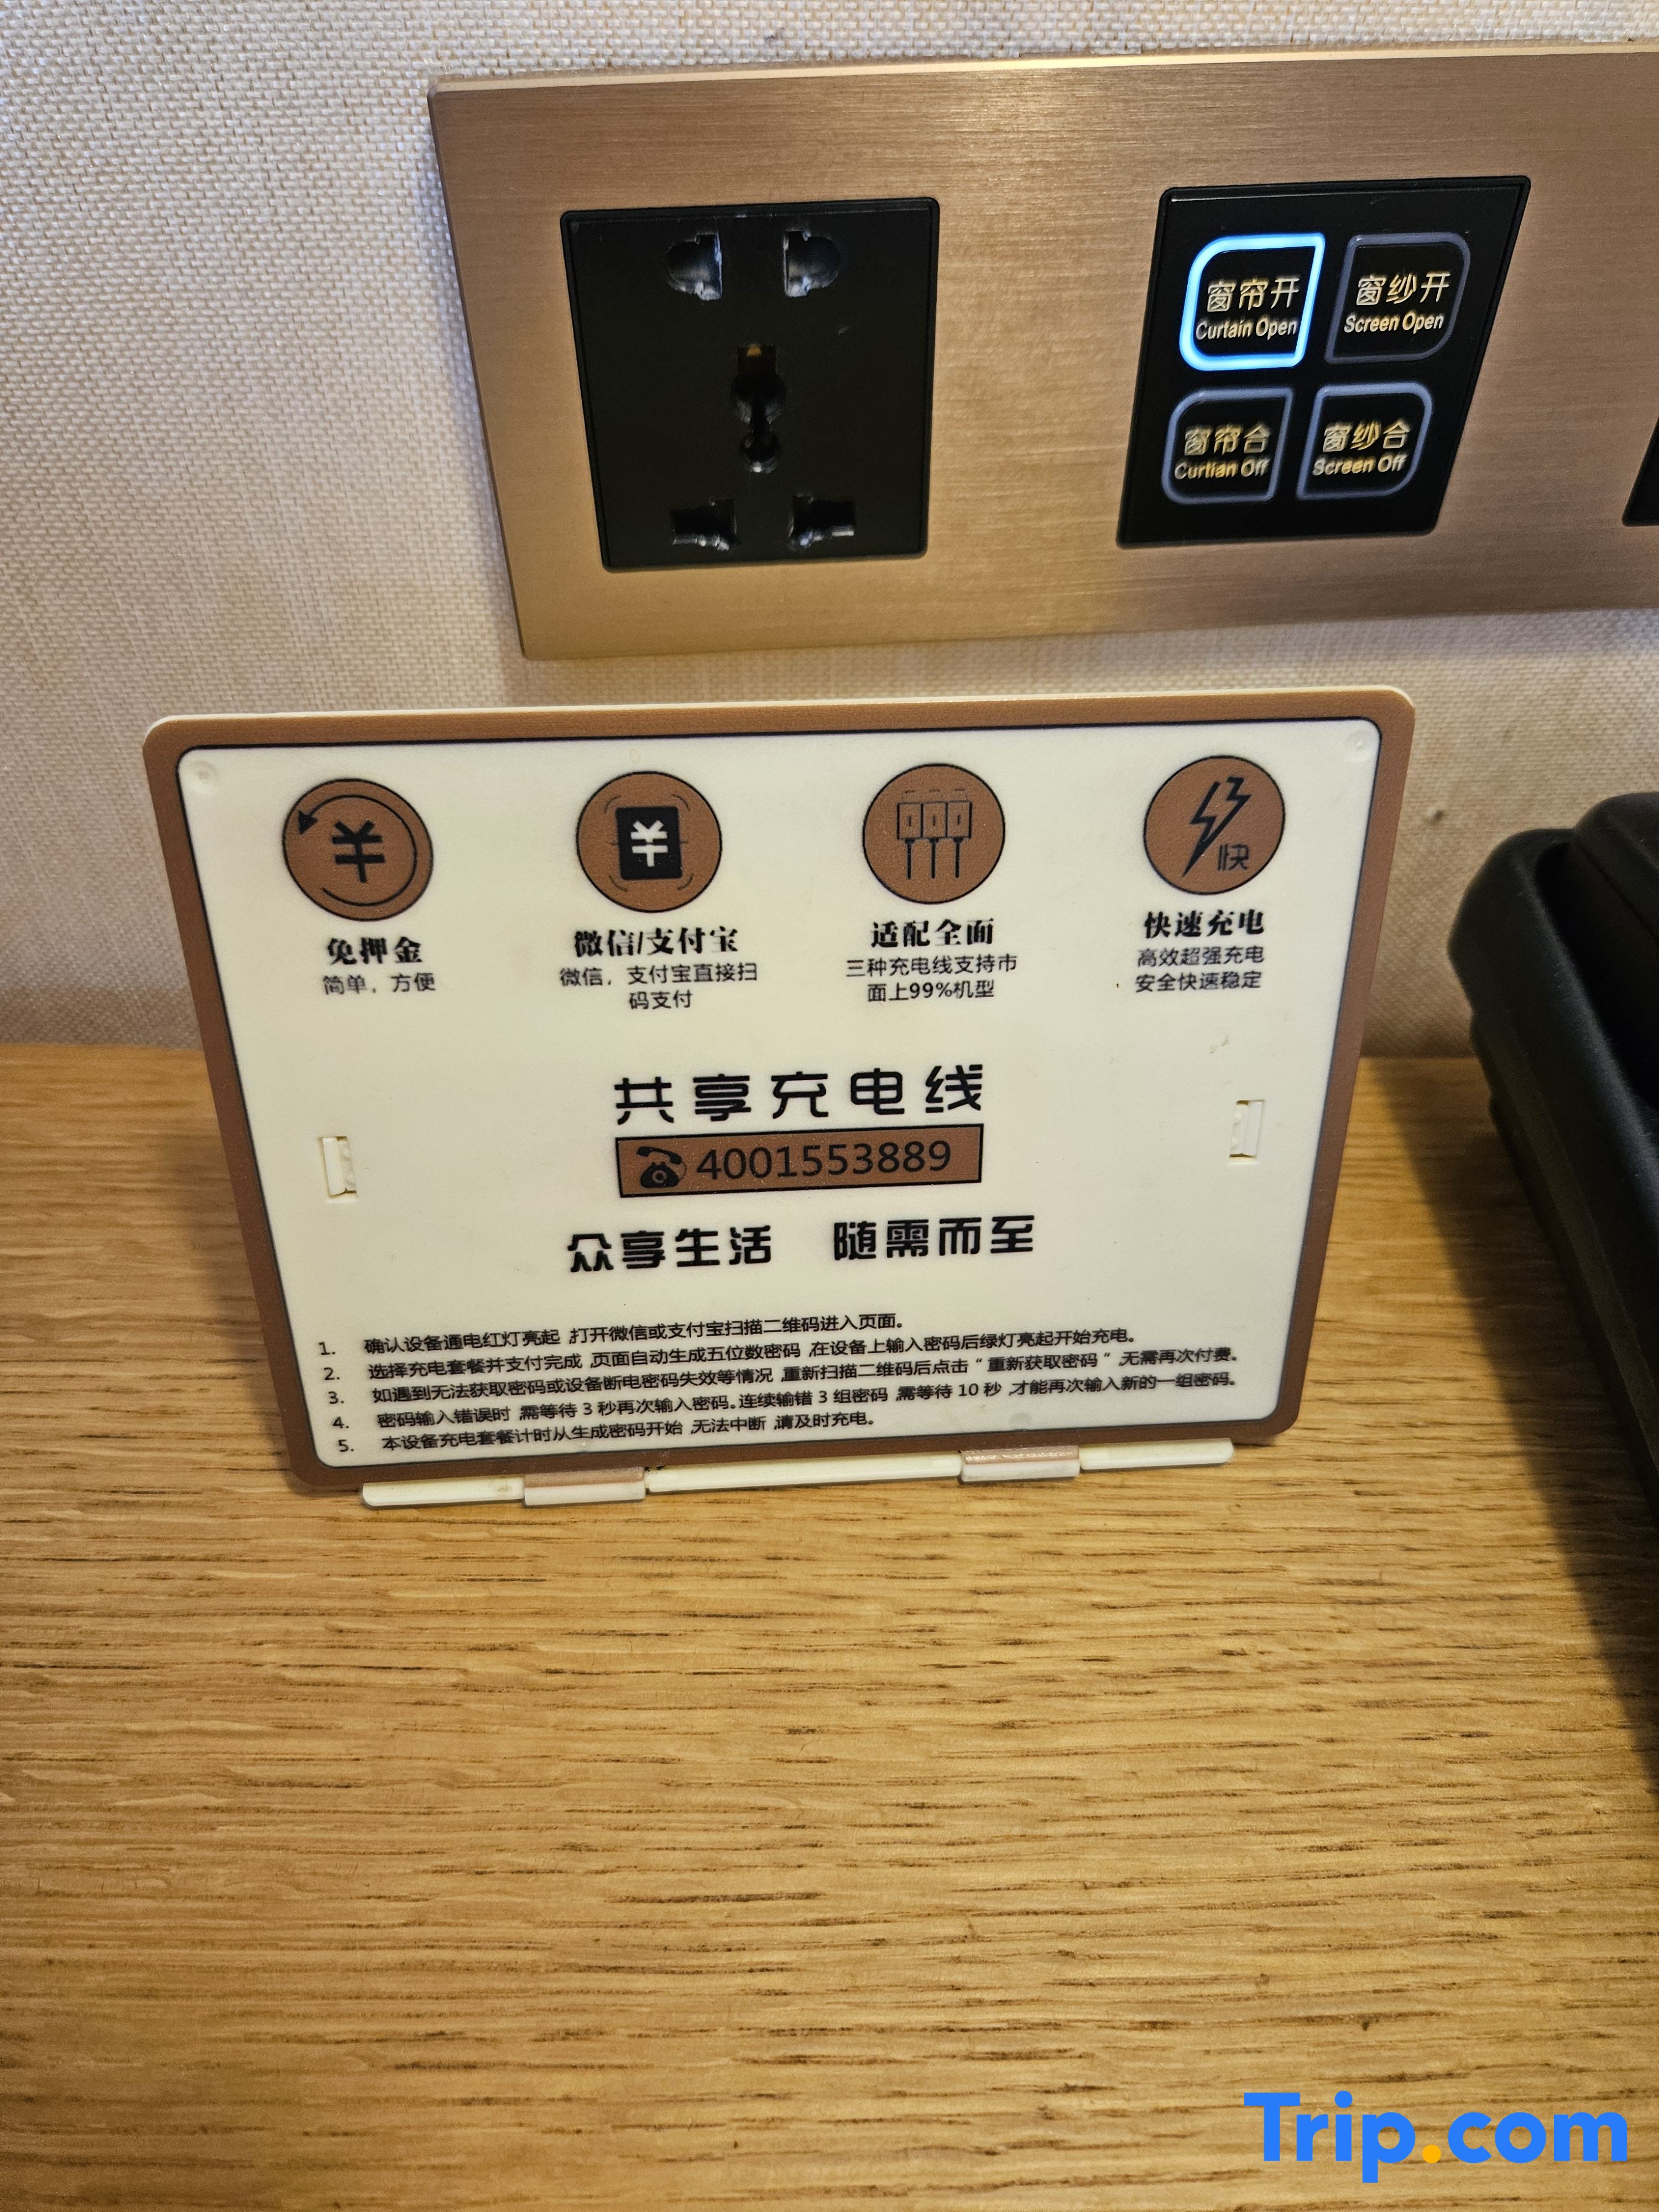 窗帘开
Curtain Open
窗纱开
Screen Open
窗帘合
Curtian Off
窗纱合
Screen Off
快
免押金
简单，方便
微信/支付宝
微信，支付宝直接扫
码支付
适配全面
三种充电线支持市
面上99%机型
快速充电
高效超强充电
安全快速稳定
共享充电线
4001553889
众享生活 随需而至
1. 确认设备通电红灯亮起,打开微信或支付宝扫描二维码进入页面。
2. 选择充电套餐并支付完成,页面自动生成五位数密码,在设备上输入密码后绿灯亮起开始充电。
3. 如遇到无法获取密码或设备断电密码失效等情况,重新扫描二维码后点击“重新获取密码”,无需再次付费。
4. 密码输入错误时,需等待3秒再次输入密码。连续输错3组密码,需等待10秒,才能再次输入新的一组密码。
5. 本设备充电套餐计时从生成密码开始,无法中断,请及时充电。
Trip.com